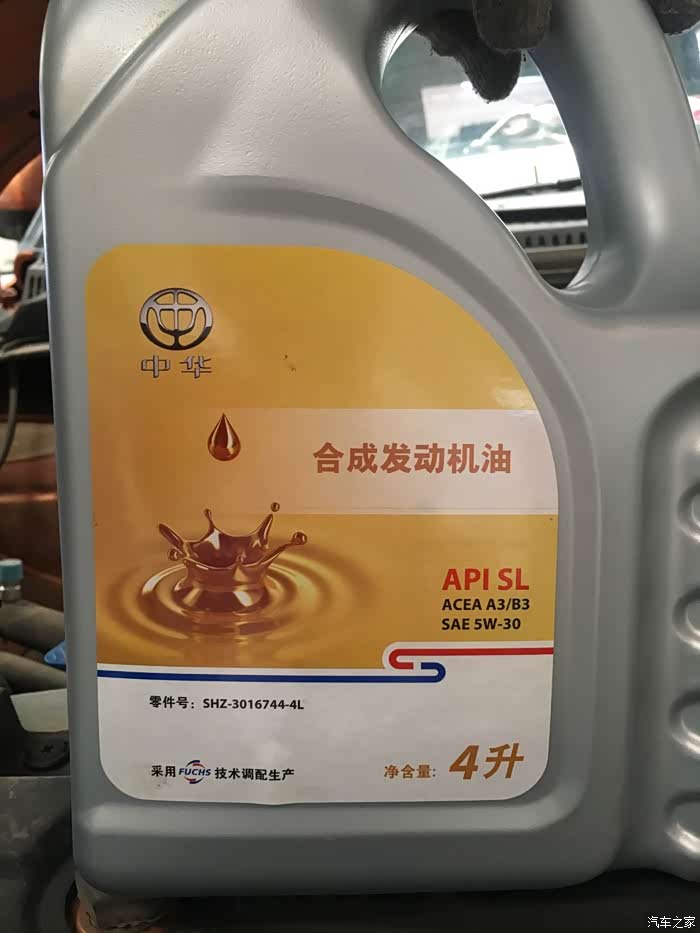 中华
合成发动机油
API SL
ACEA A3/B3
SAE 5W-30
零件号：SHZ-3016744-4L
采用FUCHS技术调配生产
净含量：4升
汽车之家